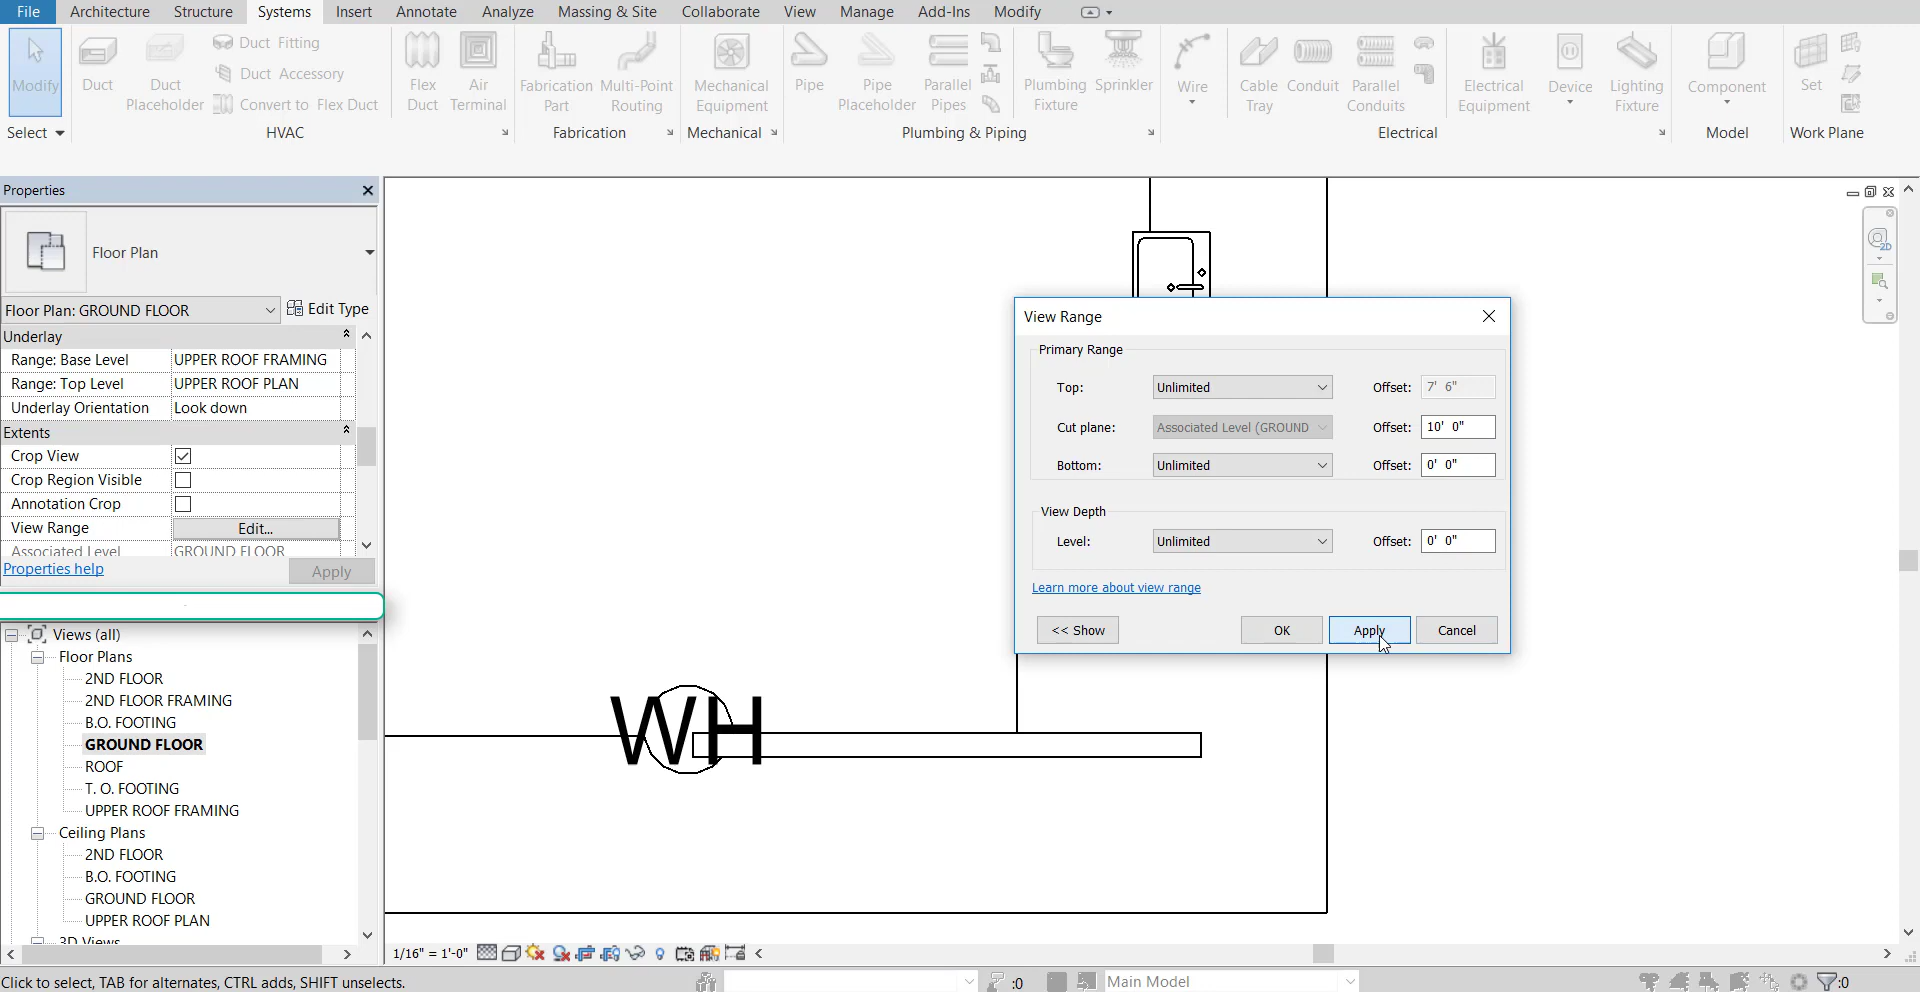 File Architecture Structure Systems Insert Annotate Analyze Massing & Site Collaborate View Manage Add-Ins Modify
Modify
Select
Duct
Duct Placeholder
Duct Fitting
Duct Accessory
Convert to Flex Duct
HVAC
Flex Duct
Air Terminal
Fabrication Part
Multi-Point Routing
Fabrication
Mechanical Equipment
Mechanical
Pipe
Pipe Placeholder
Parallel Pipes
Plumbing Fixture
Sprinkler
Plumbing & Piping
Wire
Cable Tray
Conduit
Parallel Conduits
Electrical Equipment
Device
Lighting Fixture
Electrical
Component
Model
Set
Work Plane
Properties
Floor Plan
Floor Plan: GROUND FLOOR
Edit Type
Underlay
Range: Base Level UPPER ROOF FRAMING
Range: Top Level UPPER ROOF PLAN
Underlay Orientation Look down
Extents
Crop View
Crop Region Visible
Annotation Crop
View Range Edit...
Associated Level GROUND FLOOR
Properties help
Apply
Views (all)
Floor Plans
2ND FLOOR
2ND FLOOR FRAMING
B.O. FOOTING
GROUND FLOOR
ROOF
T. O. FOOTING
UPPER ROOF FRAMING
Ceiling Plans
2ND FLOOR
B.O. FOOTING
GROUND FLOOR
UPPER ROOF PLAN
3D Views
2D
WH
View Range
Primary Range
Top: Unlimited Offset: 7' 6"
Cut plane: Associated Level (GROUND Offset: 10' 0"
Bottom: Unlimited Offset: 0' 0"
View Depth
Level: Unlimited Offset: 0' 0"
Learn more about view range
<< Show
OK
Apply
Cancel
1/16" = 1'-0"
Click to select, TAB for alternates, CTRL adds, SHIFT unselects.
:0
Main Model
:0